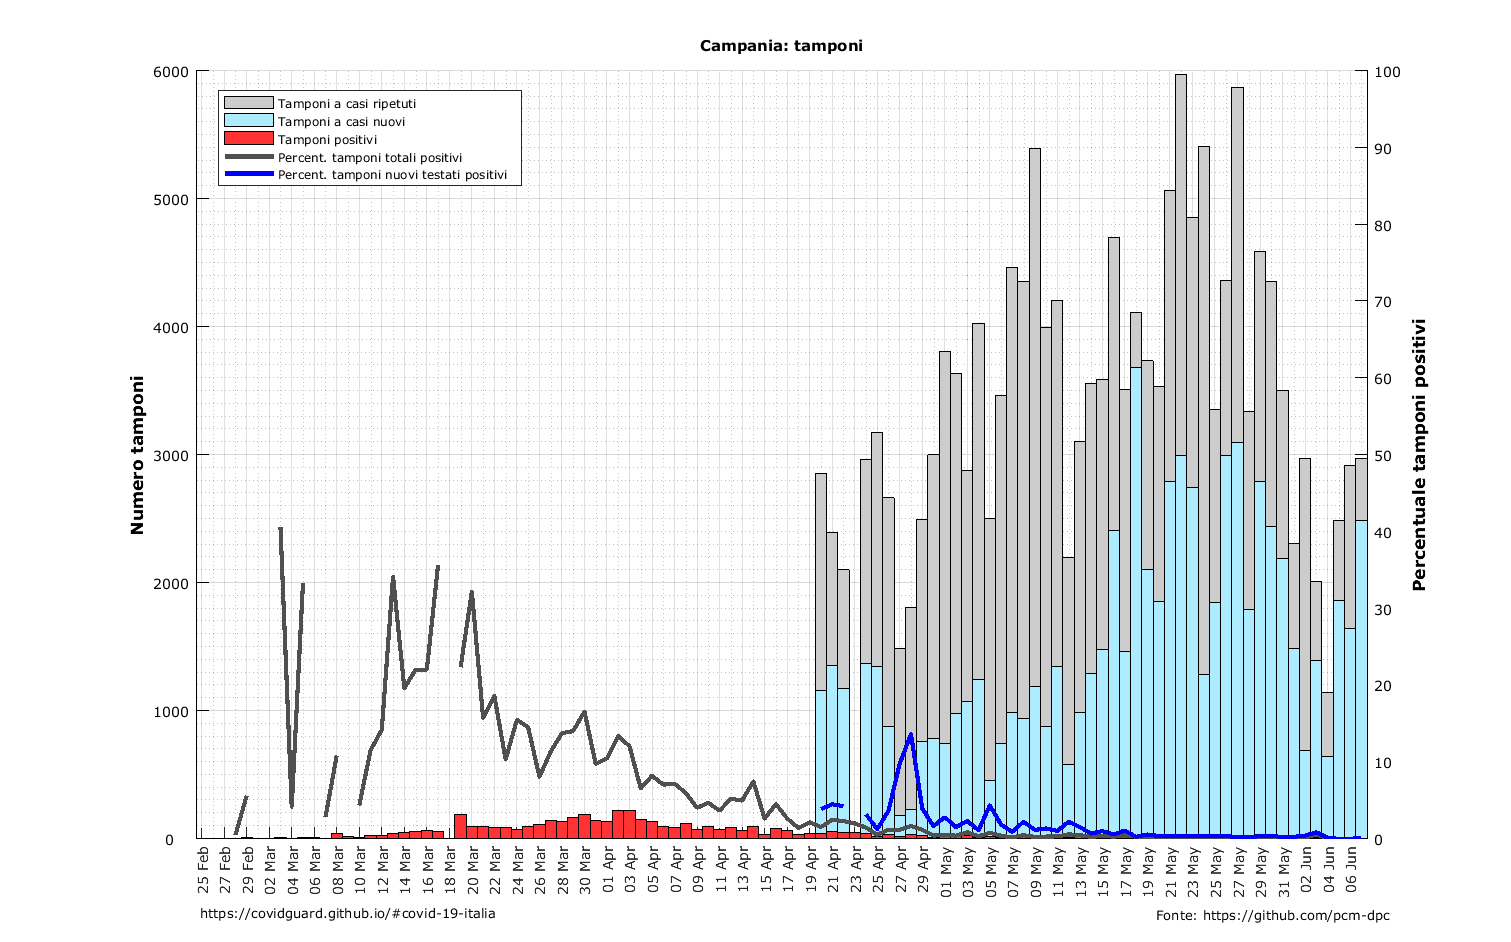 Campania: tamponi
Tamponi a casi ripetuti
Tamponi a casi nuovi
Tamponi positivi
Percent. tamponi totali positivi
Percent. tamponi nuovi testati positivi
Numero tamponi
6000
5000
4000
3000
2000
1000
0
Percentuale tamponi positivi
100
90
80
70
60
50
40
30
20
10
0
25 Feb
27 Feb
29 Feb
02 Mar
04 Mar
06 Mar
08 Mar
10 Mar
12 Mar
14 Mar
16 Mar
18 Mar
20 Mar
22 Mar
24 Mar
26 Mar
28 Mar
30 Mar
01 Apr
03 Apr
05 Apr
07 Apr
09 Apr
11 Apr
13 Apr
15 Apr
17 Apr
19 Apr
21 Apr
23 Apr
25 Apr
27 Apr
29 Apr
01 May
03 May
05 May
07 May
09 May
11 May
13 May
15 May
17 May
19 May
21 May
23 May
25 May
27 May
29 May
31 May
02 Jun
04 Jun
06 Jun
https://covidguard.github.io/#covid-19-italia
Fonte: https://github.com/pcm-dpc